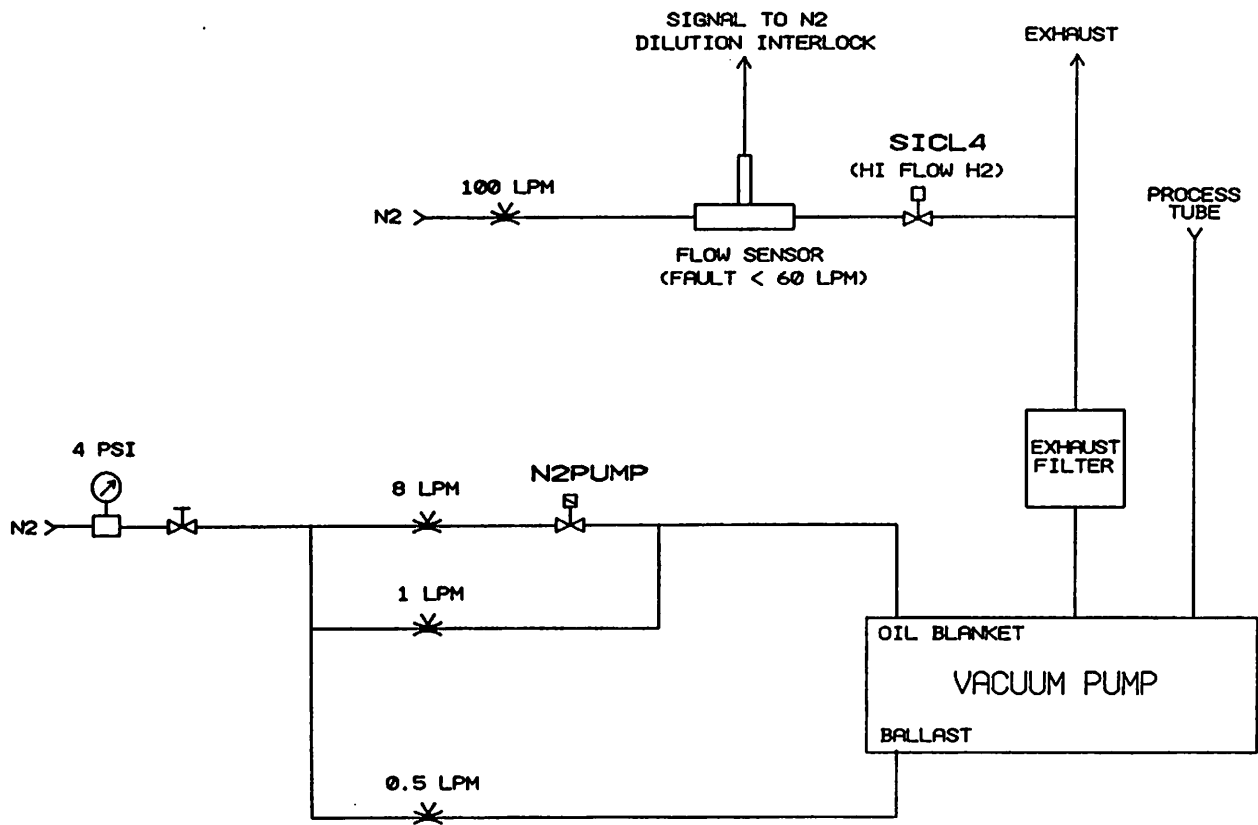 SIGNAL TO N2
DILUTION INTERLOCK
EXHAUST
SICL4
(HI FLOW H2)
100 LPM
N2
PROCESS
TUBE
FLOW SENSOR
(FAULT < 60 LPM)
4 PSI
EXHAUST
FILTER
8 LPM
N2PUMP
N2
1 LPM
OIL BLANKET
VACUUM PUMP
BALLAST
0.5 LPM